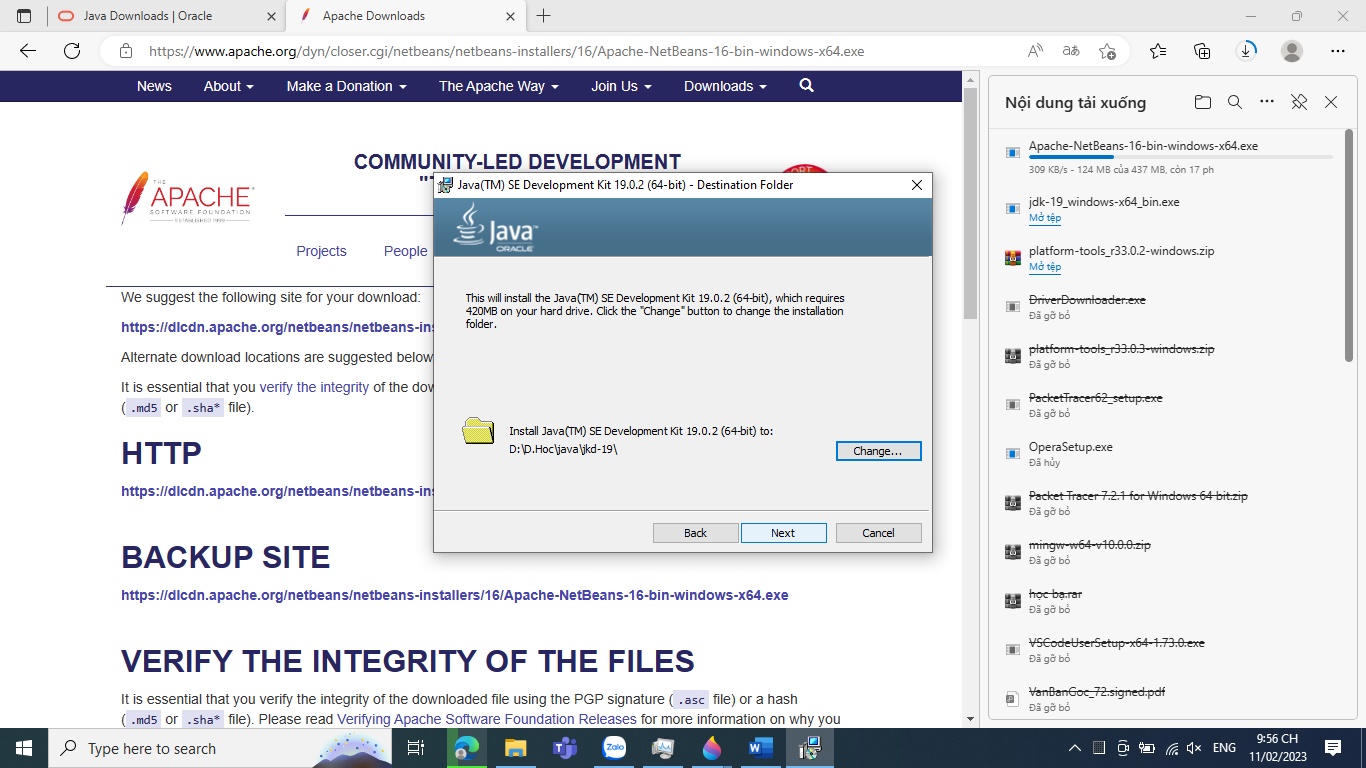 Java Downloads | Oracle
Apache Downloads
https://www.apache.org/dyn/closer.cgi/netbeans/netbeans-installers/16/Apache-NetBeans-16-bin-windows-x64.exe
News
About
Make a Donation
The Apache Way
Join Us
Downloads
COMMUNITY-LED DEVELOPMENT
THE
APACHE
SOFTWARE FOUNDATION
Projects
People
We suggest the following site for your download:
https://dlcdn.apache.org/netbeans/netbeans-ins
Alternate download locations are suggested below
It is essential that you verify the integrity of the dow
( .md5 or .sha* file).
HTTP
https://dlcdn.apache.org/netbeans/netbeans-ins
BACKUP SITE
https://dlcdn.apache.org/netbeans/netbeans-installers/16/Apache-NetBeans-16-bin-windows-x64.exe
VERIFY THE INTEGRITY OF THE FILES
It is essential that you verify the integrity of the downloaded file using the PGP signature ( .asc file) or a hash
( .md5 or .sha* file). Please read Verifying Apache Software Foundation Releases for more information on why you
Java(TM) SE Development Kit 19.0.2 (64-bit) - Destination Folder
Java
ORACLE
This will install the Java(TM) SE Development Kit 19.0.2 (64-bit), which requires
420MB on your hard drive. Click the "Change" button to change the installation
folder.
Install Java(TM) SE Development Kit 19.0.2 (64-bit) to:
D:\D.Hoc\java\jkd-19\
Change...
Back
Next
Cancel
Nội dung tải xuống
Apache-NetBeans-16-bin-windows-x64.exe
309 KB/s - 124 MB của 437 MB, còn 17 ph
jdk-19_windows-x64_bin.exe
Mở tệp
platform-tools_r33.0.2-windows.zip
Mở tệp
DriverDownloader.exe
Đã gỡ bỏ
platform-tools_r33.0.3-windows.zip
Đã gỡ bỏ
PacketTracer62_setup.exe
Đã gỡ bỏ
OperaSetup.exe
Đã hủy
Packet Tracer 7.2.1 for Windows 64 bit.zip
Đã gỡ bỏ
mingw-w64-v10.0.0.zip
Đã gỡ bỏ
học bạ.rar
Đã gỡ bỏ
VSCodeUserSetup-x64-1.73.0.exe
Đã gỡ bỏ
VanBanGoc_72.signed.pdf
Đã gỡ bỏ
Type here to search
Zalo
ENG
9:56 CH
11/02/2023